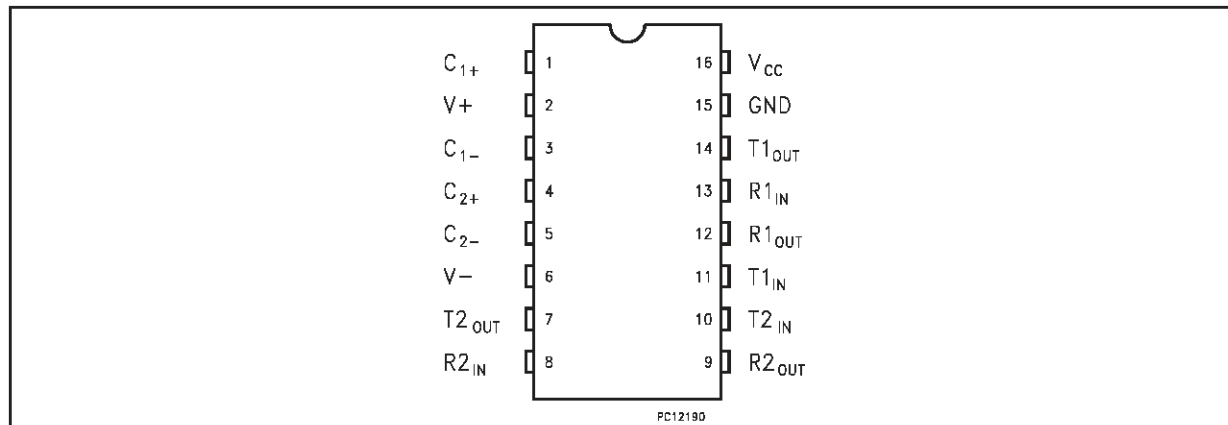 C1+ 1 16 VCC
V+ 2 15 GND
C1- 3 14 T1OUT
C2+ 4 13 R1IN
C2- 5 12 R1OUT
V- 6 11 T1IN
T2OUT 7 10 T2IN
R2IN 8 9 R2OUT
PC12190